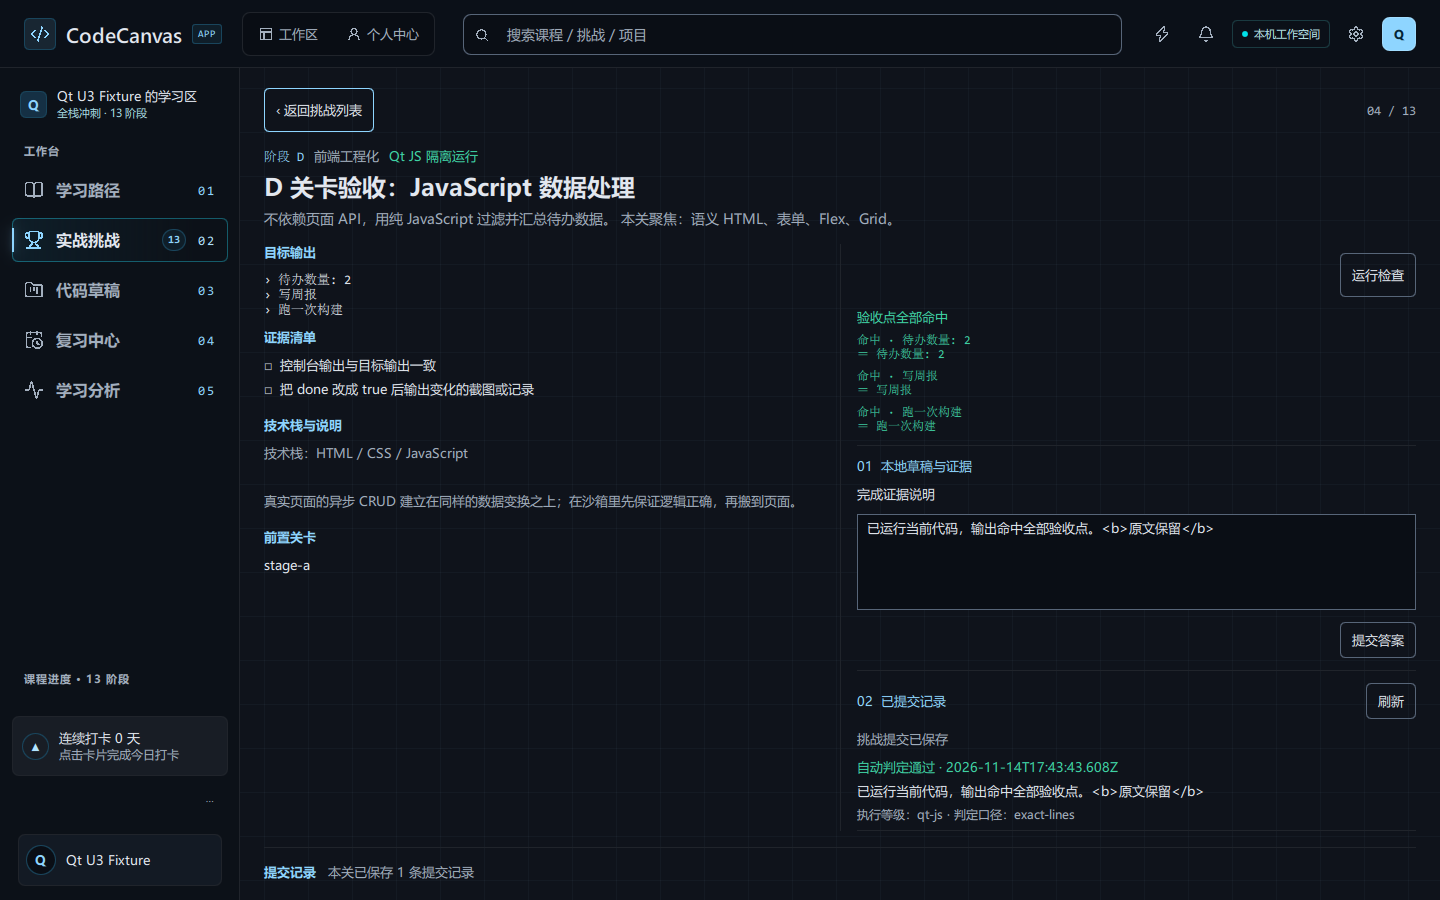 CodeCanvas APP
工作区
个人中心
搜索课程 / 挑战 / 项目
本机工作空间
Q
Q
Qt U3 Fixture 的学习区
全栈冲刺 · 13 阶段
工作台
学习路径 01
实战挑战 13 02
代码草稿 03
复习中心 04
学习分析 05
课程进度 • 13 阶段
连续打卡 0 天
点击卡片完成今日打卡
...
Q Qt U3 Fixture
‹ 返回挑战列表
04 / 13
阶段 D 前端工程化 Qt JS 隔离运行
D 关卡验收：JavaScript 数据处理
不依赖页面 API，用纯 JavaScript 过滤并汇总待办数据。 本关聚焦：语义 HTML、表单、Flex、Grid。
目标输出
› 待办数量: 2
› 写周报
› 跑一次构建
证据清单
控制台输出与目标输出一致
把 done 改成 true 后输出变化的截图或记录
技术栈与说明
技术栈：HTML / CSS / JavaScript
真实页面的异步 CRUD 建立在同样的数据变换之上；在沙箱里先保证逻辑正确，再搬到页面。
前置关卡
stage-a
运行检查
验收点全部命中
命中 · 待办数量: 2
= 待办数量: 2
命中 · 写周报
= 写周报
命中 · 跑一次构建
= 跑一次构建
01 本地草稿与证据
完成证据说明
已运行当前代码，输出命中全部验收点。<b>原文保留</b>
提交答案
02 已提交记录
刷新
挑战提交已保存
自动判定通过 · 2026-11-14T17:43:43.608Z
已运行当前代码，输出命中全部验收点。<b>原文保留</b>
执行等级：qt-js · 判定口径：exact-lines
提交记录 本关已保存 1 条提交记录